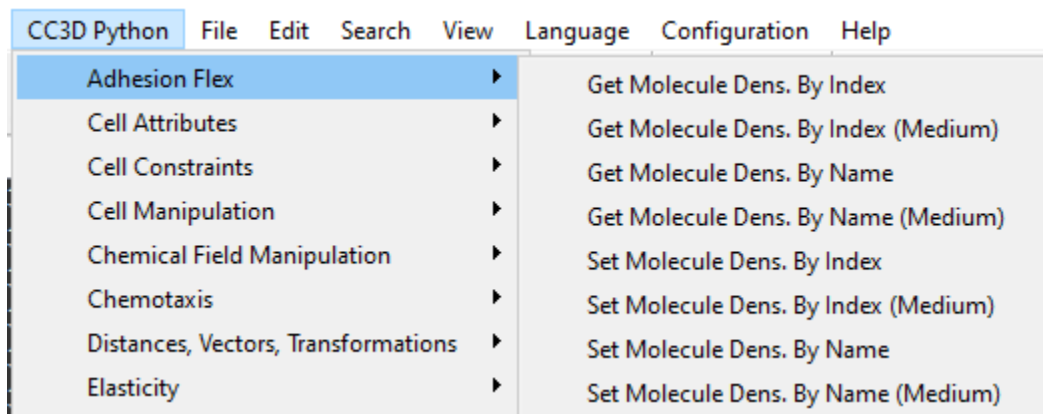 CC3D Python File Edit Search View Language Configuration Help
Adhesion Flex
Cell Attributes
Cell Constraints
Cell Manipulation
Chemical Field Manipulation
Chemotaxis
Distances, Vectors, Transformations
Elasticity
Get Molecule Dens. By Index
Get Molecule Dens. By Index (Medium)
Get Molecule Dens. By Name
Get Molecule Dens. By Name (Medium)
Set Molecule Dens. By Index
Set Molecule Dens. By Index (Medium)
Set Molecule Dens. By Name
Set Molecule Dens. By Name (Medium)